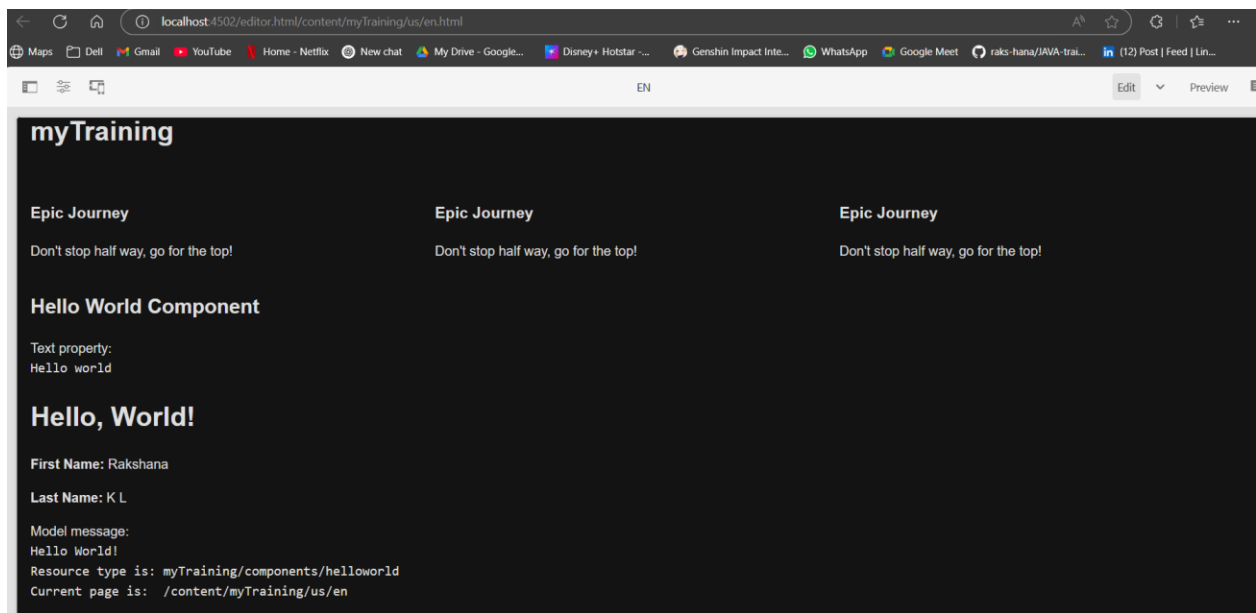 localhost:4502/editor.html/content/myTraining/us/en.html
Maps Dell Gmail YouTube Home - Netflix New chat My Drive - Google... Disney+ Hotstar -... Genshin Impact Inte... WhatsApp Google Meet raks-hana/JAVA-trai... (12) Post | Feed | Lin...
EN Edit Preview
myTraining
Epic Journey Epic Journey Epic Journey
Don't stop half way, go for the top! Don't stop half way, go for the top! Don't stop half way, go for the top!
Hello World Component
Text property:
Hello world
Hello, World!
First Name: Rakshana
Last Name: K L
Model message:
Hello World!
Resource type is: myTraining/components/helloworld
Current page is: /content/myTraining/us/en